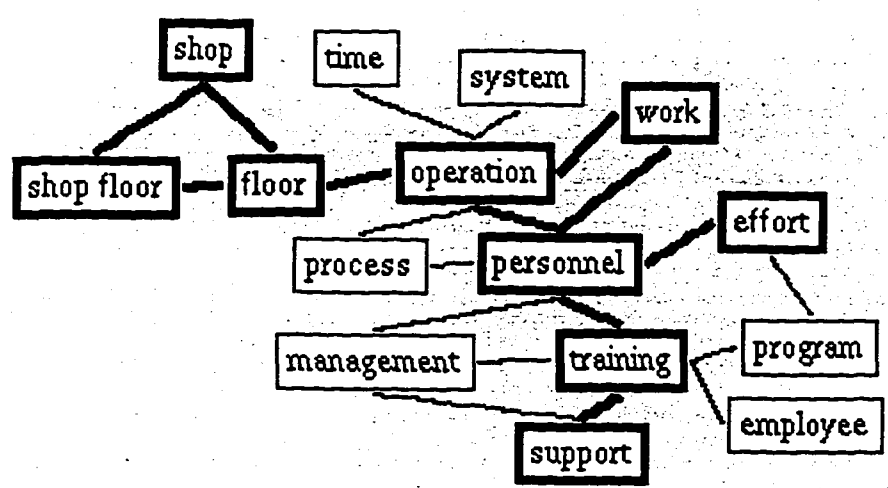 shop
time
system
work
shop floor
floor
operation
effort
process
personnel
management
training
program
employee
support